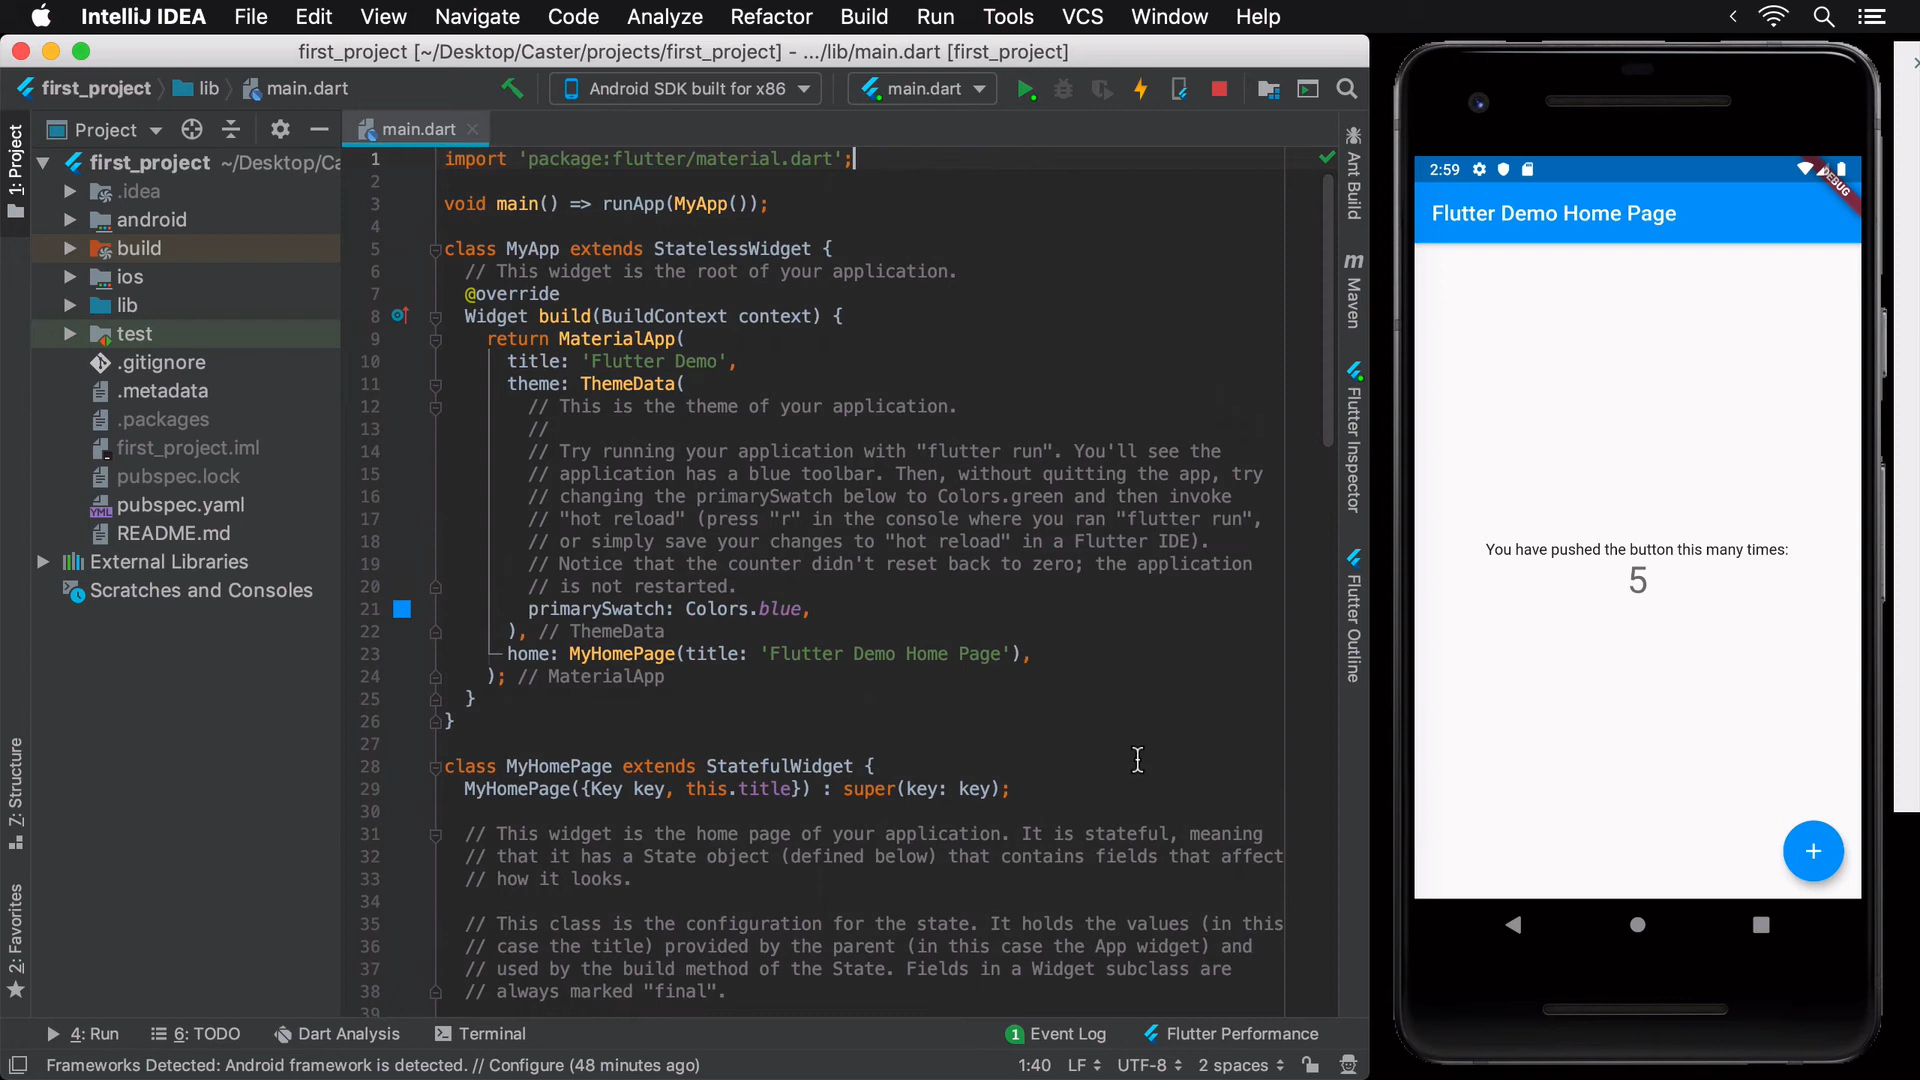 IntelliJ IDEA File Edit View Navigate Code Analyze Refactor Build Run Tools VCS Window Help
first_project [~/Desktop/Caster/projects/first_project] - .../lib/main.dart [first_project]
first_project lib main.dart Android SDK built for x86 main.dart
1: Project
Project
main.dart
first_project ~/Desktop/Ca
.idea
android
build
ios
lib
test
.gitignore
.metadata
.packages
first_project.iml
pubspec.lock
pubspec.yaml
README.md
External Libraries
Scratches and Consoles
Z: Structure
2: Favorites
1 import 'package:flutter/material.dart';
2
3 void main() => runApp(MyApp());
4
5 class MyApp extends StatelessWidget {
6 // This widget is the root of your application.
7 @override
8 Widget build(BuildContext context) {
9 return MaterialApp(
10 title: 'Flutter Demo',
11 theme: ThemeData(
12 // This is the theme of your application.
13 //
14 // Try running your application with "flutter run". You'll see the
15 // application has a blue toolbar. Then, without quitting the app, try
16 // changing the primarySwatch below to Colors.green and then invoke
17 // "hot reload" (press "r" in the console where you ran "flutter run",
18 // or simply save your changes to "hot reload" in a Flutter IDE).
19 // Notice that the counter didn't reset back to zero; the application
20 // is not restarted.
21 primarySwatch: Colors.blue,
22 ), // ThemeData
23 home: MyHomePage(title: 'Flutter Demo Home Page'),
24 ); // MaterialApp
25 }
26 }
27
28 class MyHomePage extends StatefulWidget {
29 MyHomePage({Key key, this.title}) : super(key: key);
30
31 // This widget is the home page of your application. It is stateful, meaning
32 // that it has a State object (defined below) that contains fields that affect
33 // how it looks.
34
35 // This class is the configuration for the state. It holds the values (in this
36 // case the title) provided by the parent (in this case the App widget) and
37 // used by the build method of the State. Fields in a Widget subclass are
38 // always marked "final".
39
Ant Build
m Maven
Flutter Inspector
Flutter Outline
4: Run 6: TODO Dart Analysis Terminal 1 Event Log Flutter Performance
Frameworks Detected: Android framework is detected. // Configure (48 minutes ago) 1:40 LF UTF-8 2 spaces
2:59
DEBUG
Flutter Demo Home Page
You have pushed the button this many times:
5
+